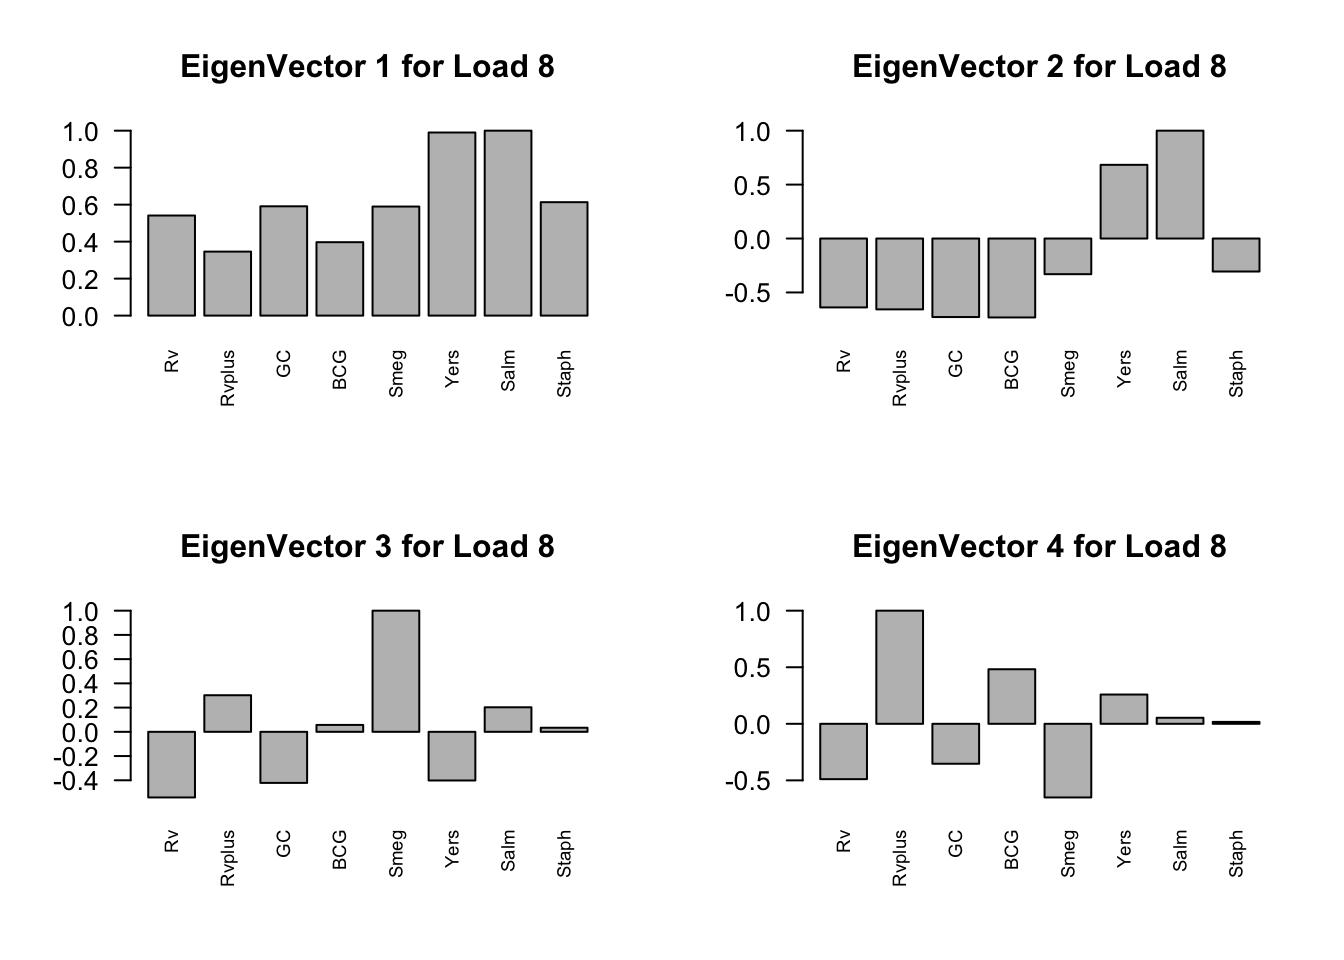 EigenVector 1 for Load 8
1.0
0.8
0.6
0.4
0.2
0.0
Rv Rvplus GC BCG Smeg Yers Salm Staph
EigenVector 2 for Load 8
1.0
0.5
0.0
-0.5
Rv Rvplus GC BCG Smeg Yers Salm Staph
EigenVector 3 for Load 8
1.0
0.8
0.6
0.4
0.2
0.0
-0.2
-0.4
Rv Rvplus GC BCG Smeg Yers Salm Staph
EigenVector 4 for Load 8
1.0
0.5
0.0
-0.5
Rv Rvplus GC BCG Smeg Yers Salm Staph